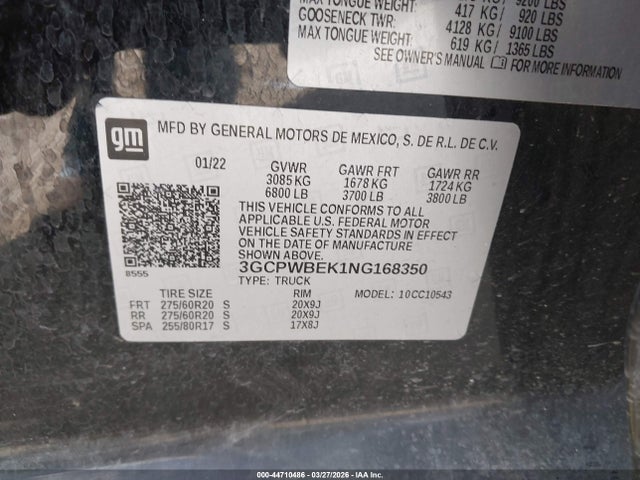 MAX TONGUE WEIGHT: 417 KG / 920 LBS
GOOSENECK TWR: 4128 KG / 9100 LBS
MAX TONGUE WEIGHT: 619 KG / 1365 LBS
SEE OWNER'S MANUAL FOR MORE INFORMATION
gm
MFD BY GENERAL MOTORS DE MEXICO, S. DE R.L. DE C.V.
01/22 GVWR GAWR FRT GAWR RR
3085 KG 1678 KG 1724 KG
6800 LB 3700 LB 3800 LB
THIS VEHICLE CONFORMS TO ALL
APPLICABLE U.S. FEDERAL MOTOR
VEHICLE SAFETY STANDARDS IN EFFECT
ON THE DATE OF MANUFACTURE
SHOWN ABOVE.
8555
3GCPWBEK1NG168350
TYPE: TRUCK
TIRE SIZE RIM MODEL: 10CC10543
FRT 275/60R20 S 20X9J
RR 275/60R20 S 20X9J
SPA 255/80R17 S 17X8J
000-44710486 | 03/27/2026 | IAA Inc.